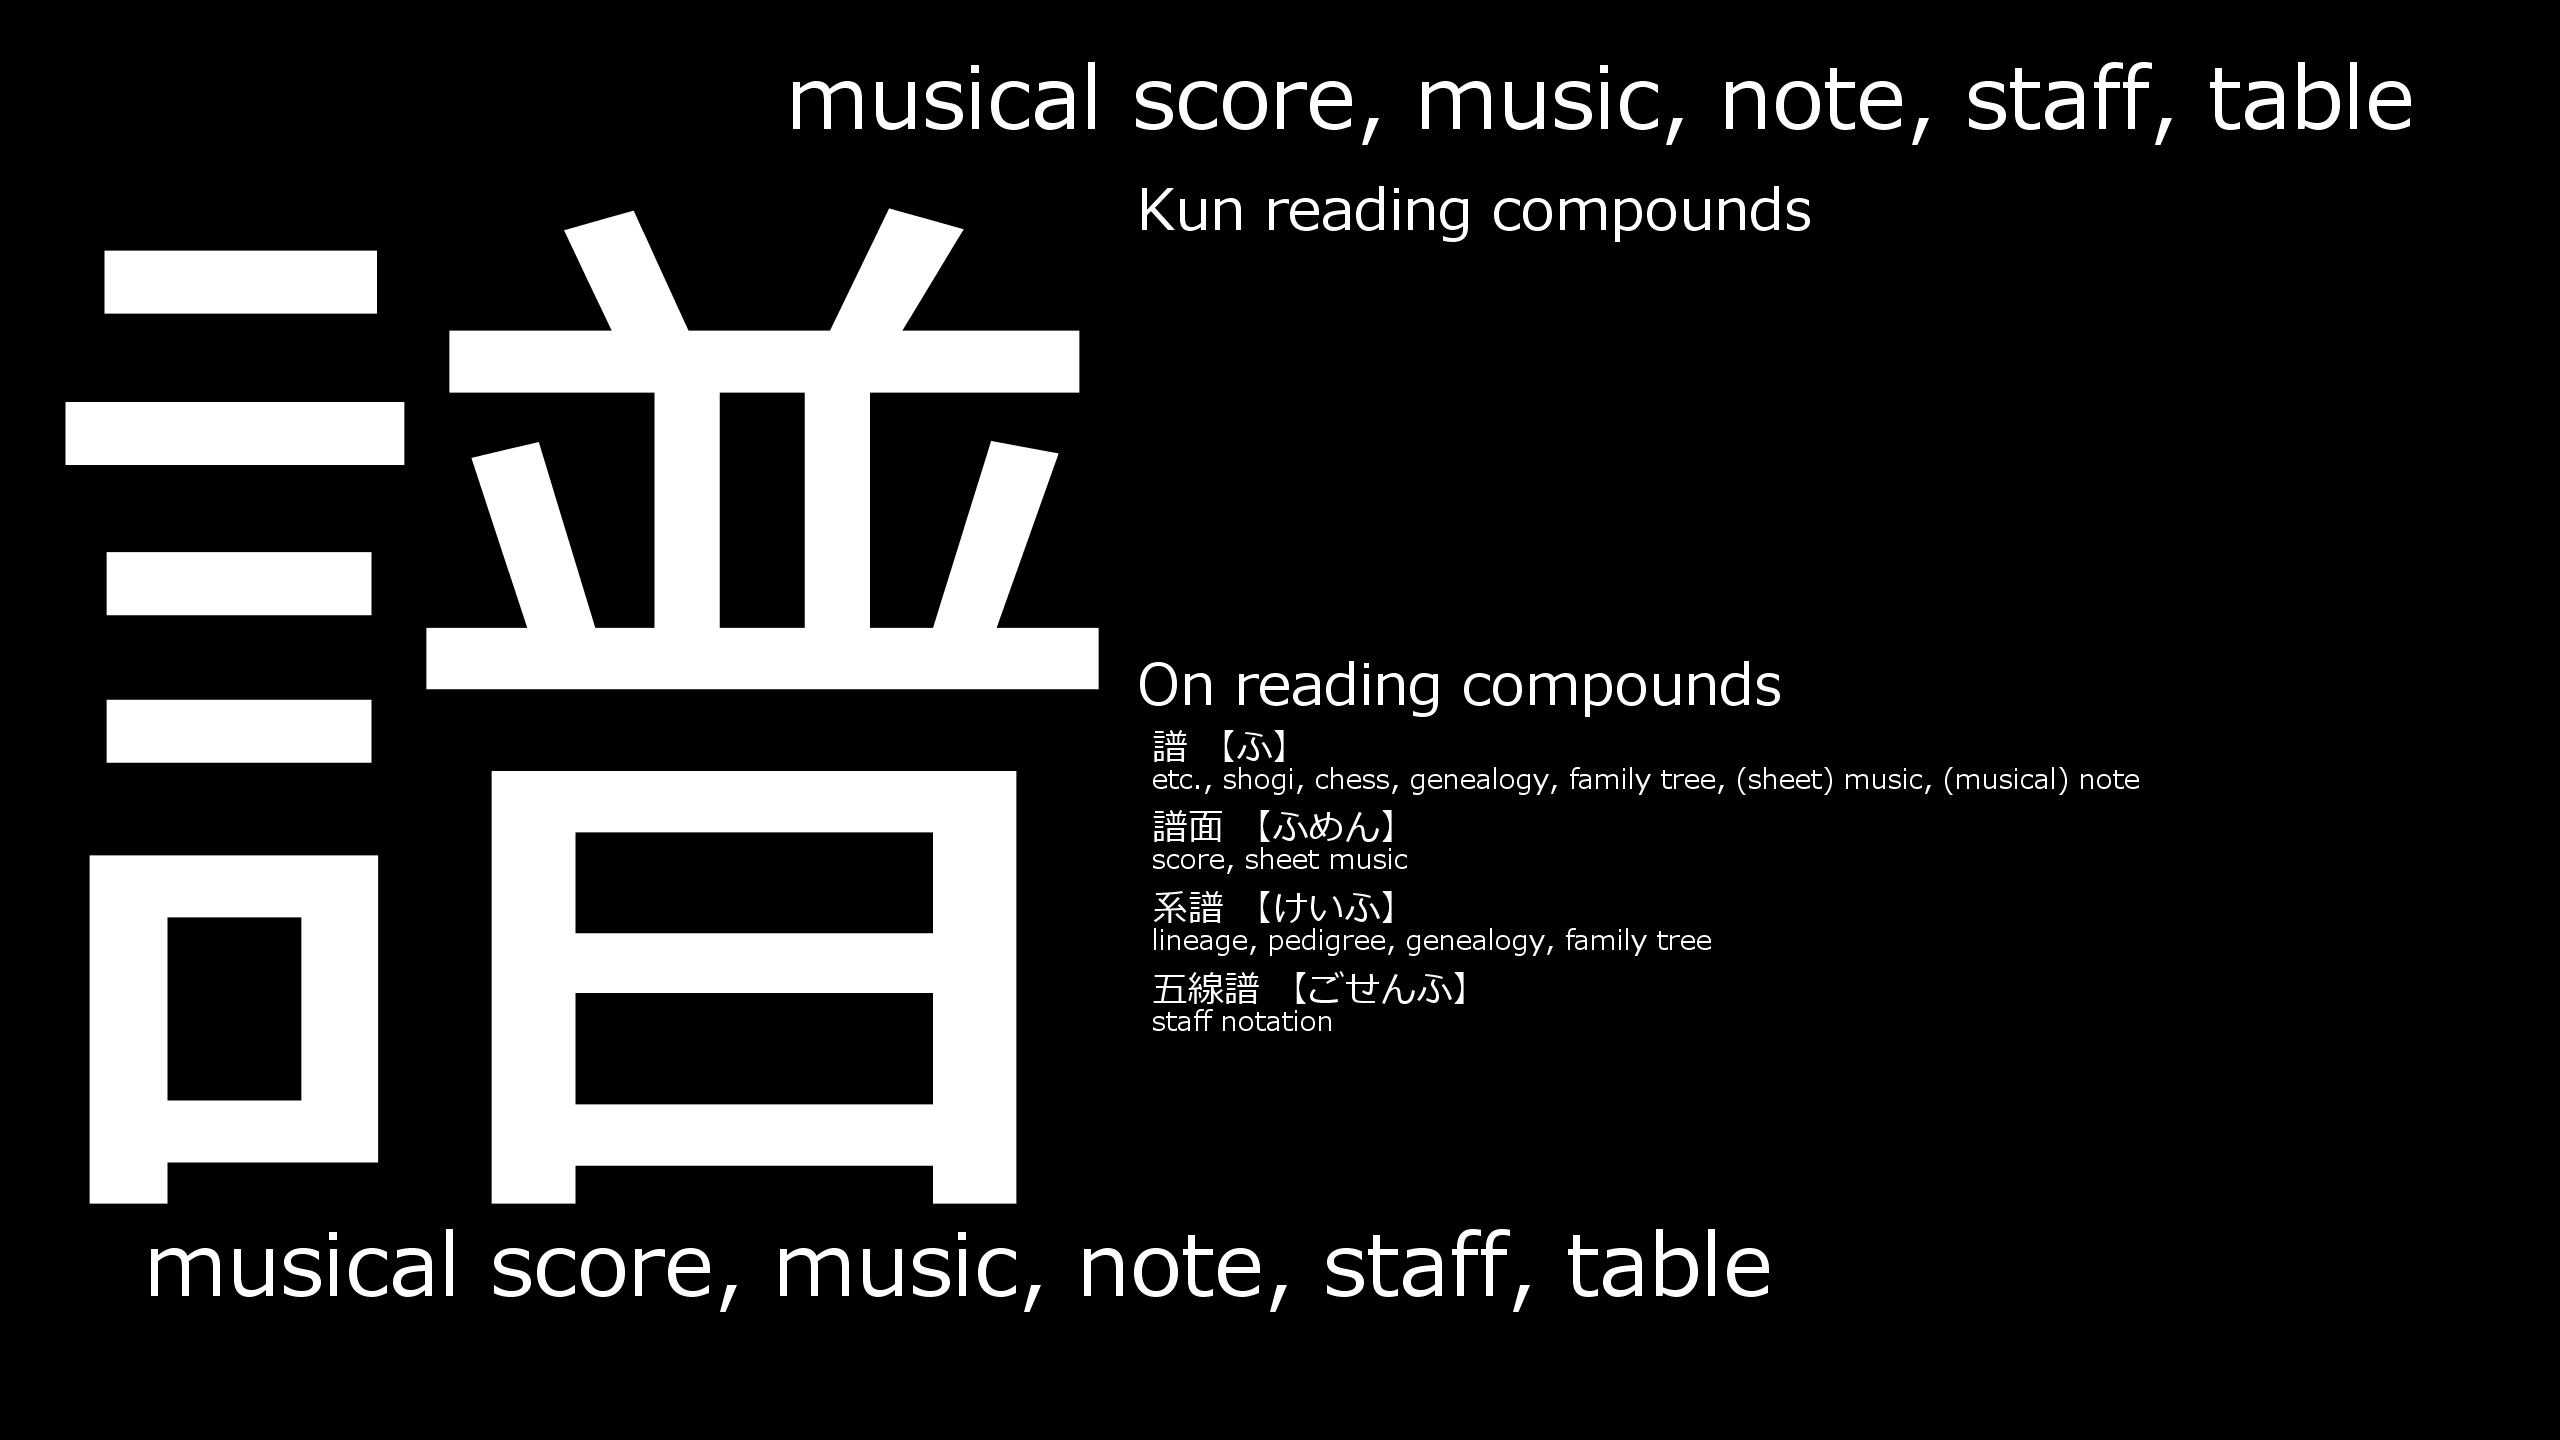 musical score, music, note, staff, table
譜
Kun reading compounds
On reading compounds
譜 【ふ】
etc., shogi, chess, genealogy, family tree, (sheet) music, (musical) note
譜面 【ふめん】
score, sheet music
系譜 【けいふ】
lineage, pedigree, genealogy, family tree
五線譜 【ごせんふ】
staff notation
musical score, music, note, staff, table